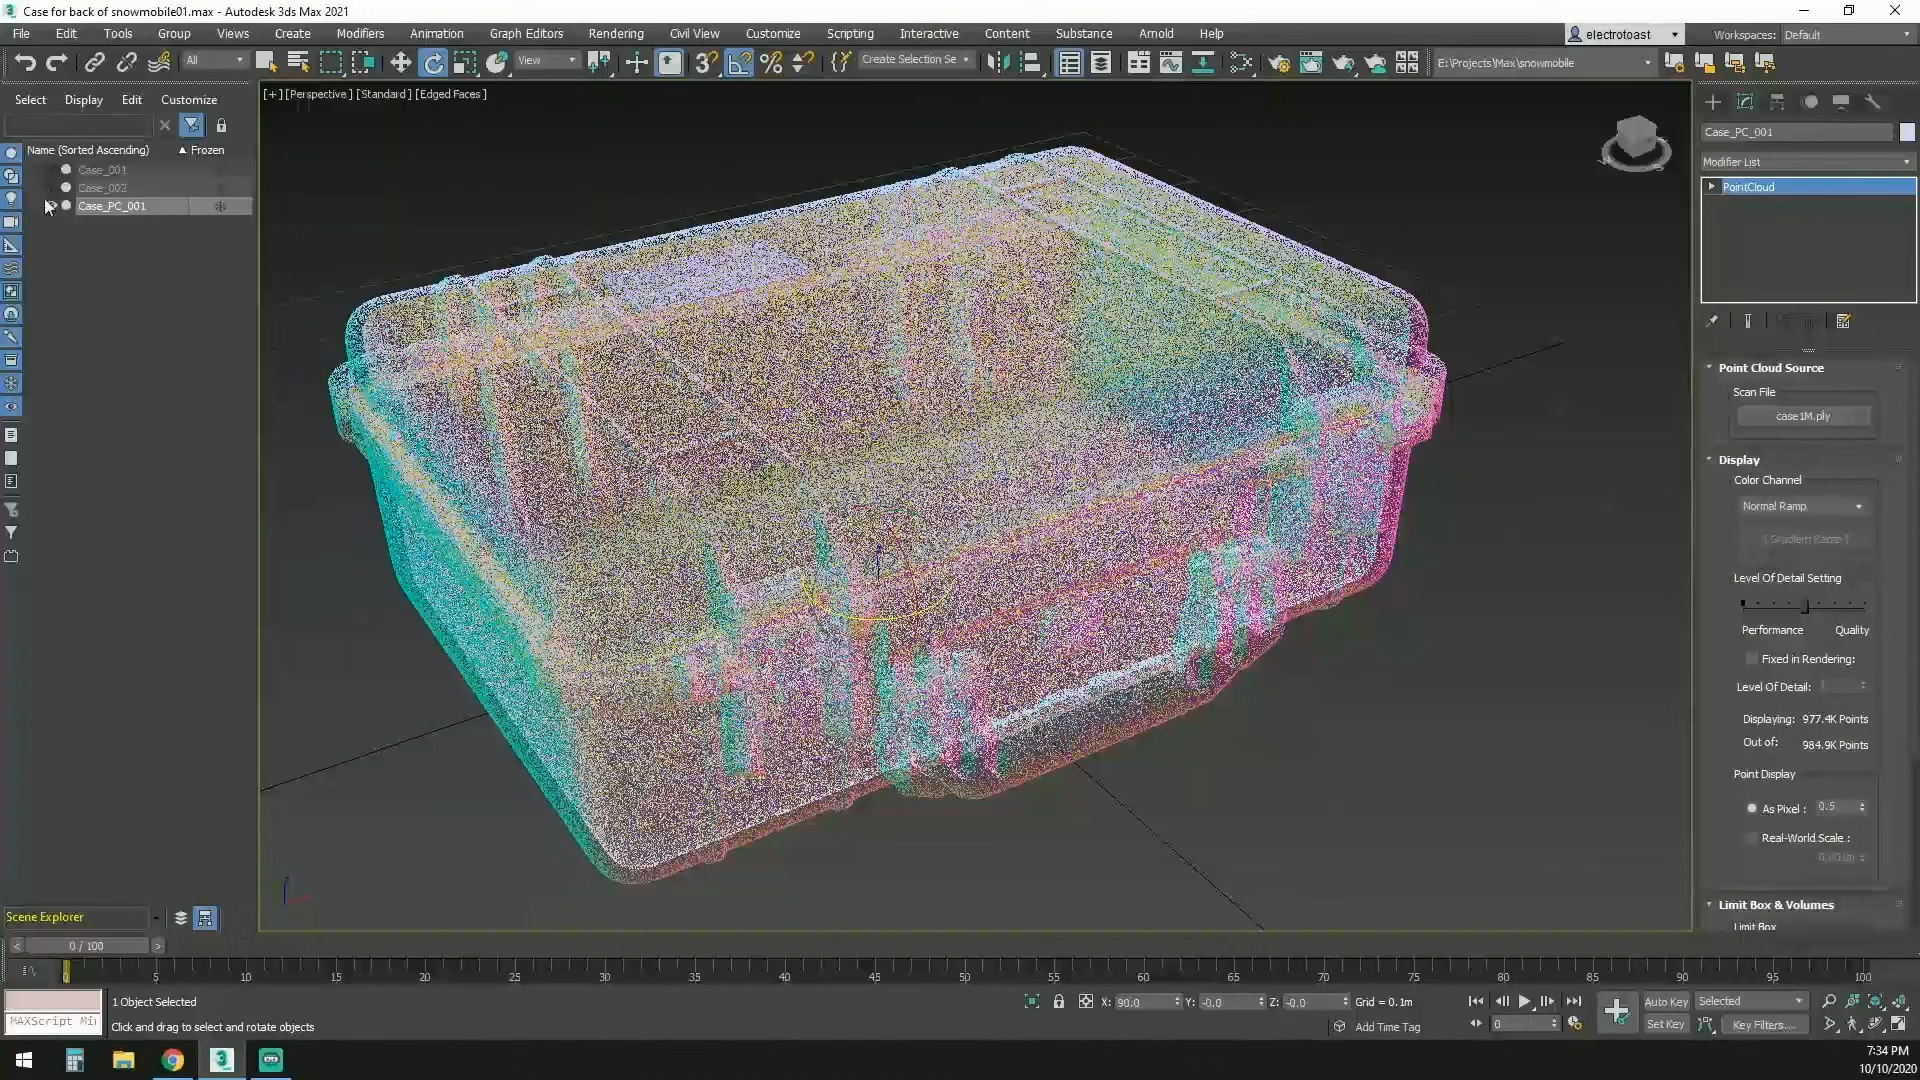 3 Case for back of snowmobile01.max - Autodesk 3ds Max 2021
File Edit Tools Group Views Create Modifiers Animation Graph Editors Rendering Civil View Customize Scripting Interactive Content Substance Arnold Help
electrotoast
Workspaces: Default
All
View
Create Selection Se
E:\Projects\Max\snowmobile
Select Display Edit Customize
[+] [Perspective] [Standard] [Edged Faces]
Name (Sorted Ascending) ▲ Frozen
Case_001
Case_002
Case_PC_001
Case_PC_001
Modifier List
PointCloud
Point Cloud Source
Scan File
case1M.ply
Display
Color Channel
Normal Ramp
[ Gradient Ramp ]
Level Of Detail Setting
Performance Quality
Fixed in Rendering:
Level Of Detail:
Displaying: 977.4K Points
Out of: 984.9K Points
Point Display
As Pixel: 0.5
Real-World Scale:
Limit Box & Volumes
Limit Box
Scene Explorer
< 0 / 100 >
0 5 10 15 20 25 30 35 40 45 50 55 60 65 70 75 80 85 90 95 100
1 Object Selected
X: 90.0 Y: -0.0 Z: -0.0 Grid = 0.1m
Auto Key Selected
MAXScript Mi
Click and drag to select and rotate objects
Add Time Tag
0
Set Key Key Filters...
7:34 PM
10/10/2020